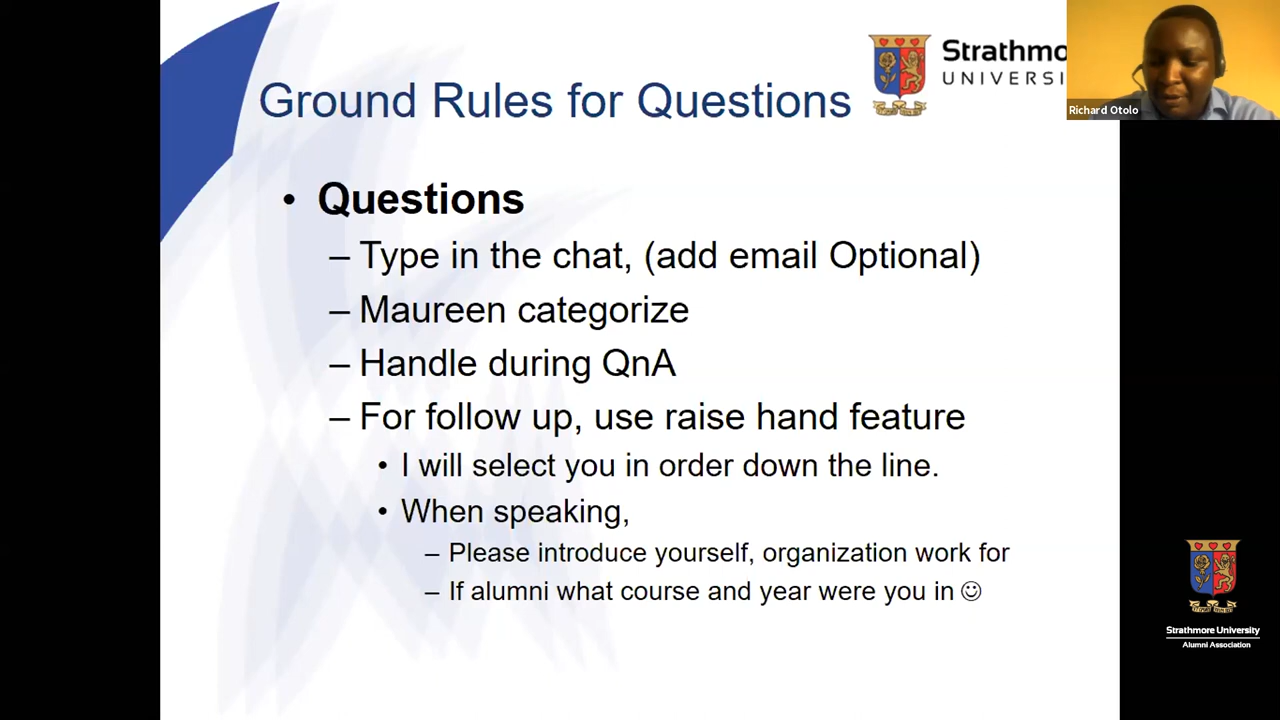 Ground Rules for Questions
Strathmo
UNIVERSI
Richard Otolo
• Questions
– Type in the chat, (add email Optional)
– Maureen categorize
– Handle during QnA
– For follow up, use raise hand feature
• I will select you in order down the line.
• When speaking,
– Please introduce yourself, organization work for
– If alumni what course and year were you in ☺
Strathmore University
Alumni Association